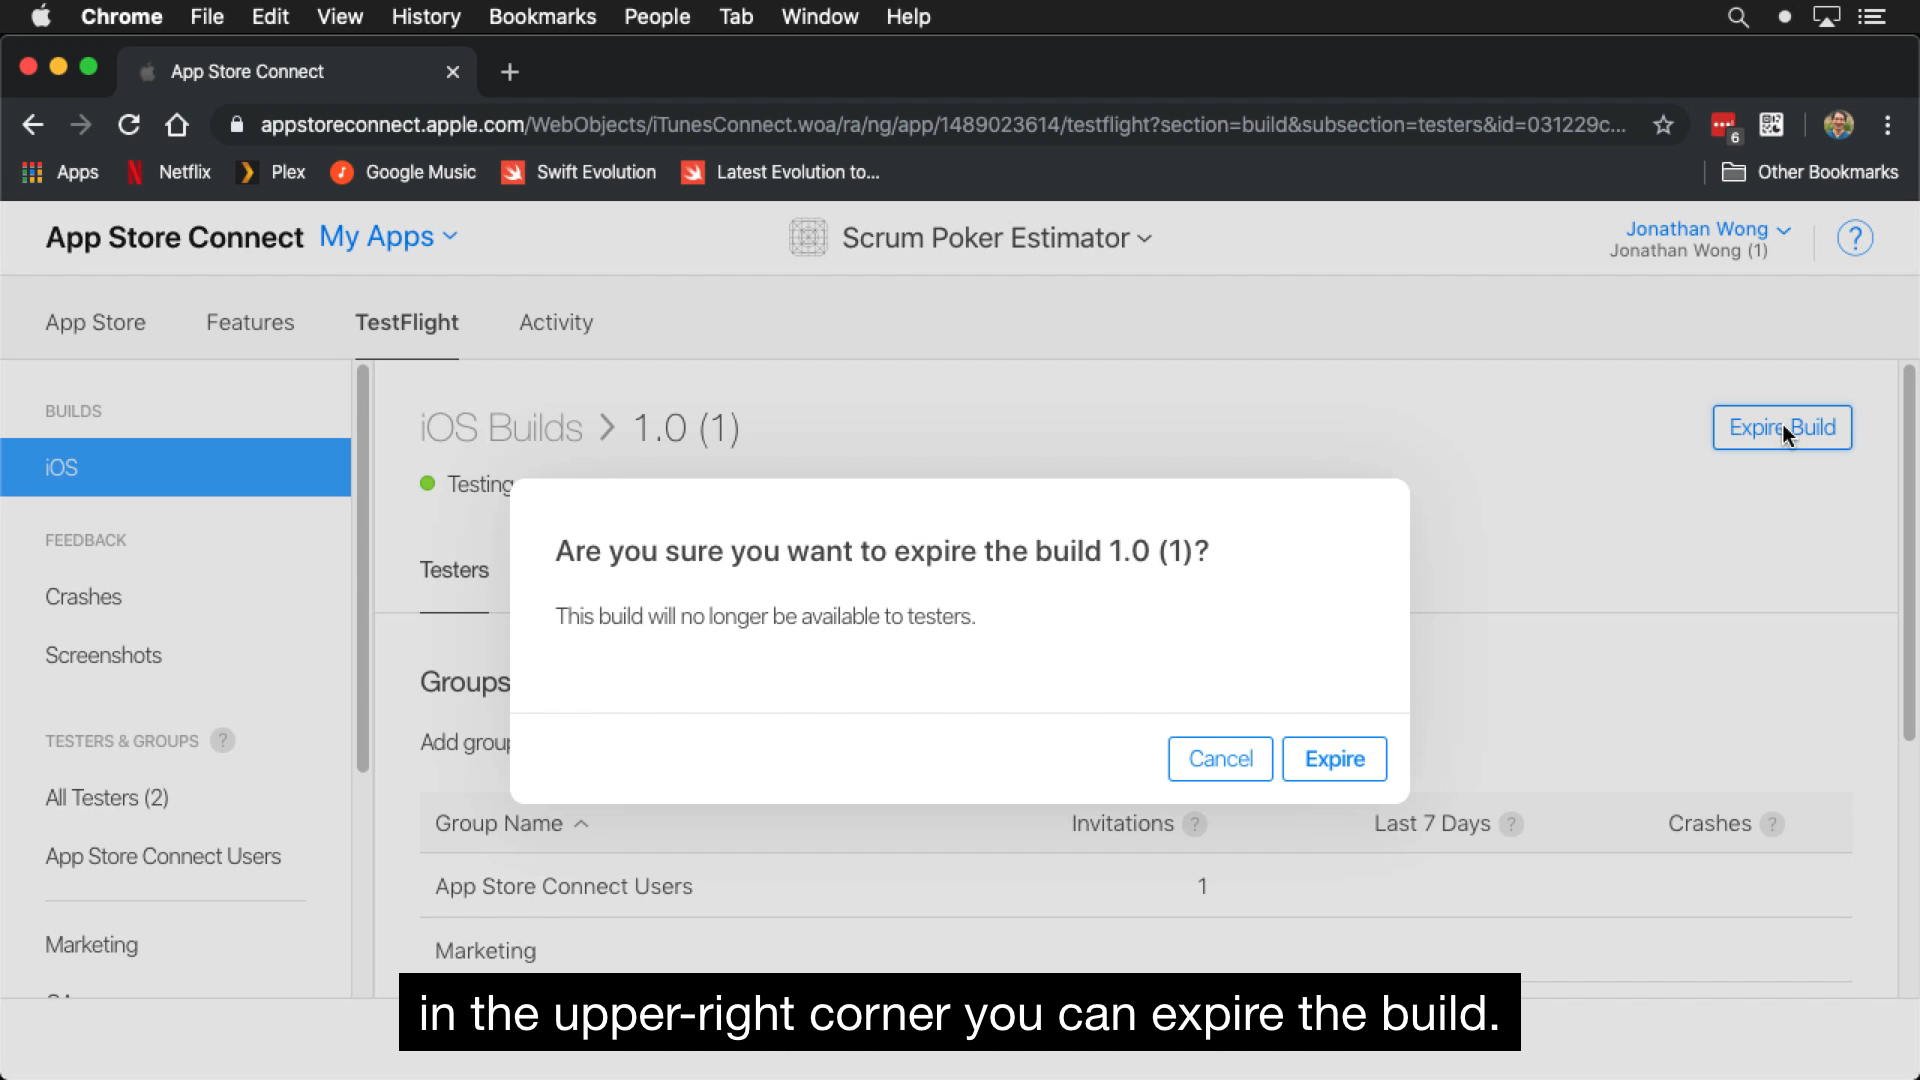 Chrome File Edit View History Bookmarks People Tab Window Help
App Store Connect
appstoreconnect.apple.com/WebObjects/iTunesConnect.woa/ra/ng/app/1489023614/testflight?section=build&subsection=testers&id=031229c...
6
Apps Netflix Plex Google Music Swift Evolution Latest Evolution to... Other Bookmarks
App Store Connect My Apps
Scrum Poker Estimator
Jonathan Wong
Jonathan Wong (1)
?
App Store Features TestFlight Activity
BUILDS
iOS
FEEDBACK
Crashes
Screenshots
TESTERS & GROUPS ?
All Testers (2)
App Store Connect Users
Marketing
iOS Builds > 1.0 (1)
Expire Build
Testing
Testers
Are you sure you want to expire the build 1.0 (1)?
This build will no longer be available to testers.
Cancel Expire
Groups
Add group
Group Name Invitations ? Last 7 Days ? Crashes ?
App Store Connect Users 1
Marketing
in the upper-right corner you can expire the build.